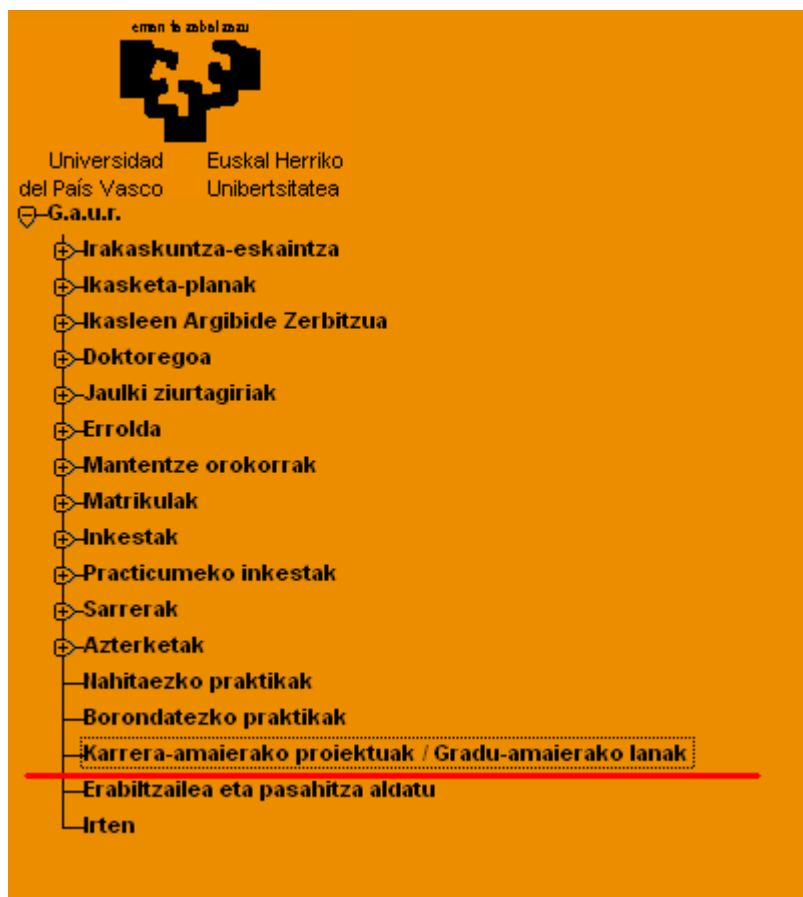 eman ta zabal zazu
Universidad Euskal Herriko
del País Vasco Unibertsitatea
G.a.u.r.
Irakaskuntza-eskaintza
Ikasketa-planak
Ikasleen Argibide Zerbitzua
Doktoregoa
Jaulki ziurtagiriak
Errolda
Mantentze orokorrak
Matrikulak
Inkestak
Practicumeko inkestak
Sarrerak
Azterketak
Nahitaezko praktikak
Borondatezko praktikak
Karrera-amaierako proiektuak / Gradu-amaierako lanak
Erabiltzailea eta pasahitza aldatu
Irten